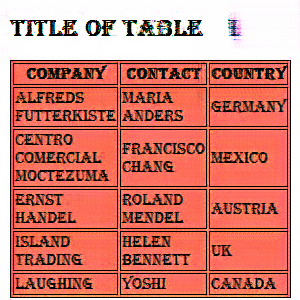 TITLE OF TABLE 1
COMPANY CONTACT COUNTRY
ALFREDS MARIA
FUTTERKISTE ANDERS GERMANY
CENTRO
COMERCIAL FRANCISCO
MOCTEZUMA CHANG MEXICO
ERNST ROLAND
HANDEL MENDEL AUSTRIA
ISLAND HELEN
TRADING BENNETT UK
LAUGHING YOSHI CANADA